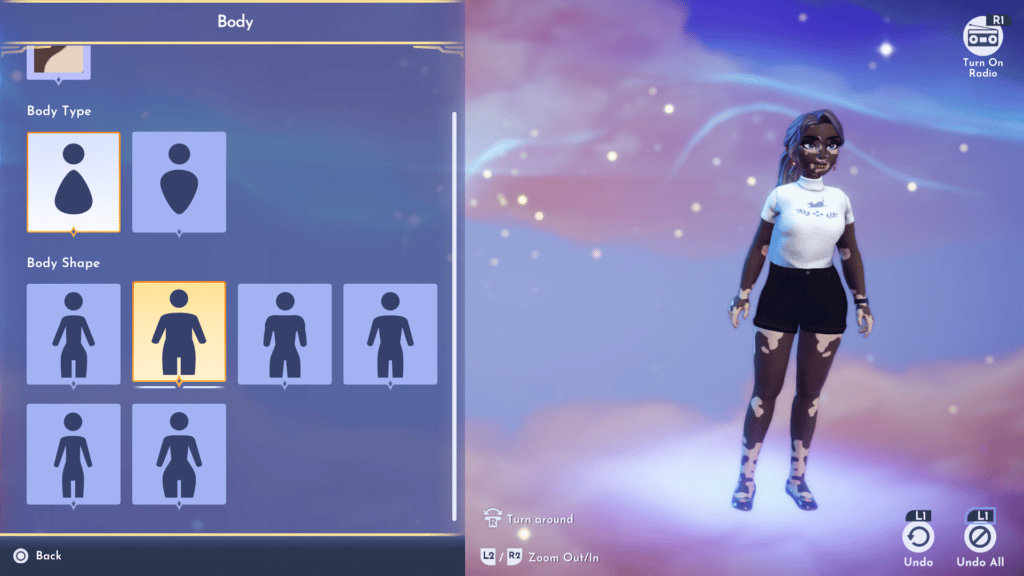 Body
R1
Turn On
Radio
Body Type
Body Shape
R
Turn around
L2 / R2 Zoom Out/In
Back
L1
Undo
L1
Undo All